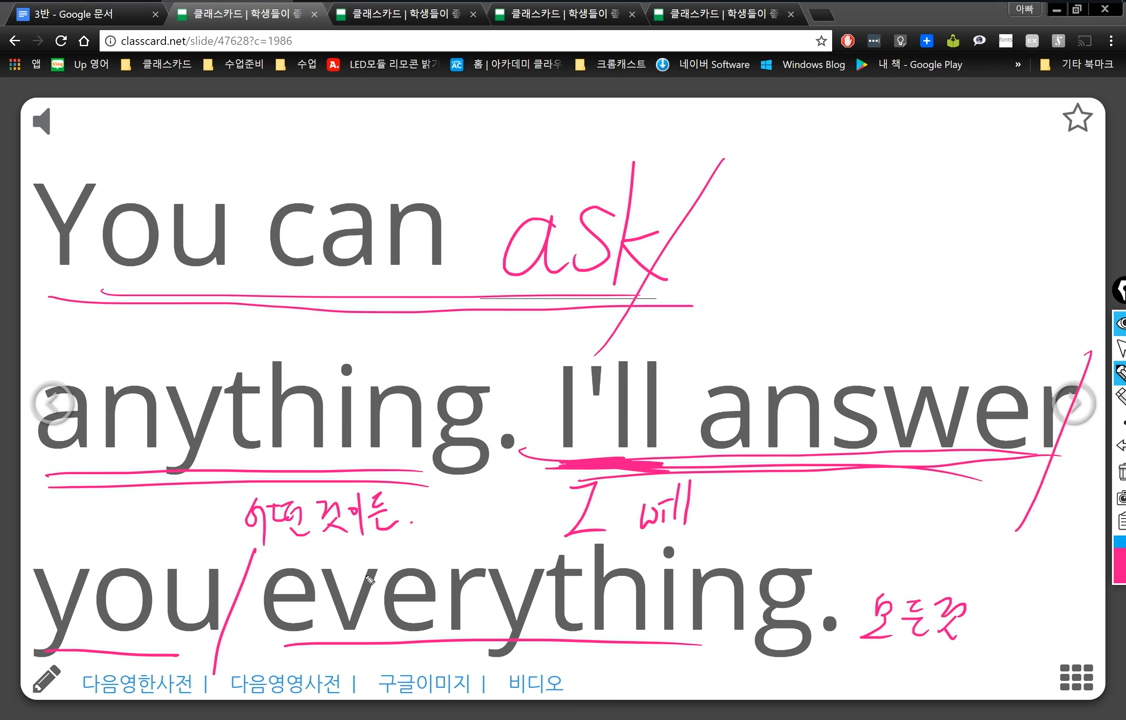 3반 - Google 문서
클래스카드 | 학생들이 좋
클래스카드 | 학생들이 좋
클래스카드 | 학생들이 좋
클래스카드 | 학생들이 좋
아빠
classcard.net/slide/47628?c=1986
앱 Up 영어 클래스카드 수업준비 수업 LED모듈 리모콘 밝기 홈 | 아카데미 클라우 크롬캐스트 네이버 Software Windows Blog 내 책 - Google Play » 기타 북마크
You can ask
anything. I'll answer
어떤 것이든. I will
you everything. 모든것
다음영한사전 | 다음영영사전 | 구글이미지 | 비디오